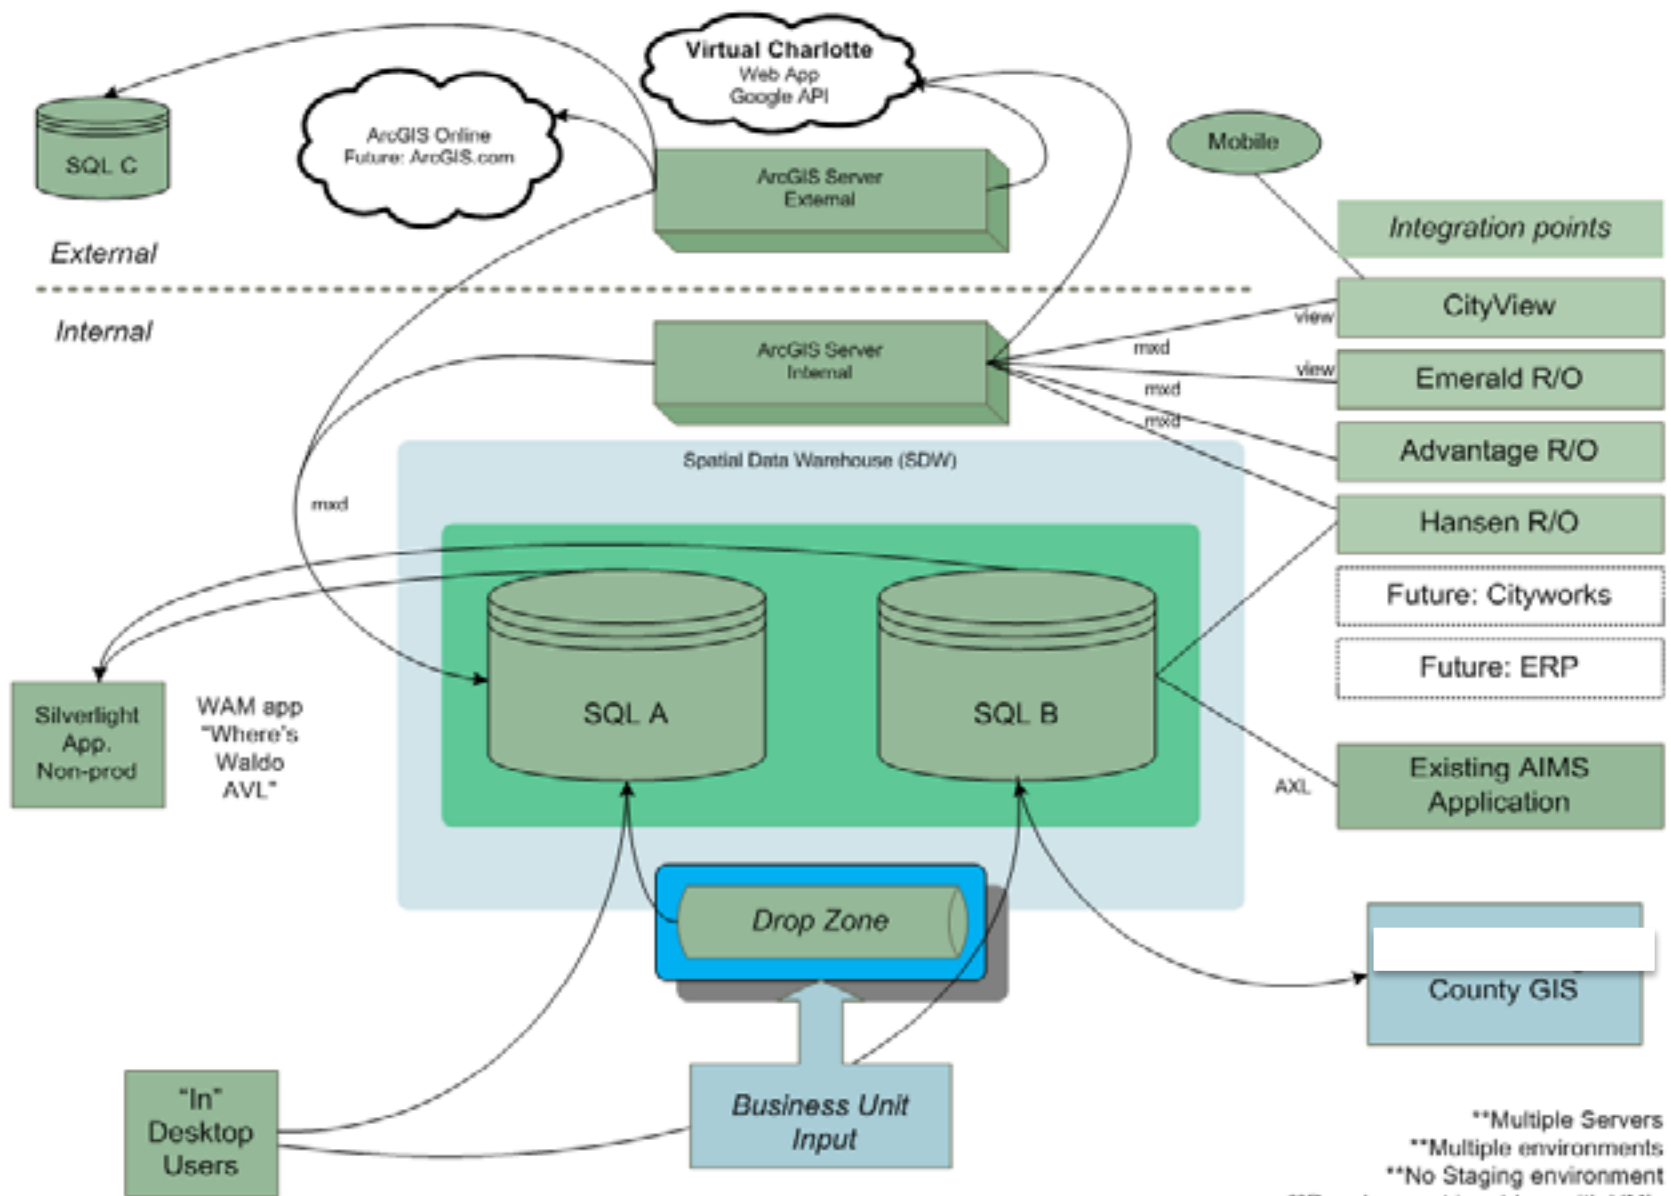 Virtual Charlotte
Web App
Google API
ArcGIS Online
Future: ArcGIS.com
SQL C
ArcGIS Server
External
Mobile
Integration points
External
Internal
ArcGIS Server
Internal
CityView
view
mxd
Emerald R/O
view
mxd
Advantage R/O
mxd
Spatial Data Warehouse (SDW)
mxd
Hansen R/O
Future: Cityworks
Future: ERP
SQL A
SQL B
Silverlight
App.
Non-prod
WAM app
"Where's
Waldo
AVL"
Existing AIMS
Application
AXL
Drop Zone
County GIS
"In"
Desktop
Users
Business Unit
Input
**Multiple Servers
**Multiple environments
**No Staging environment